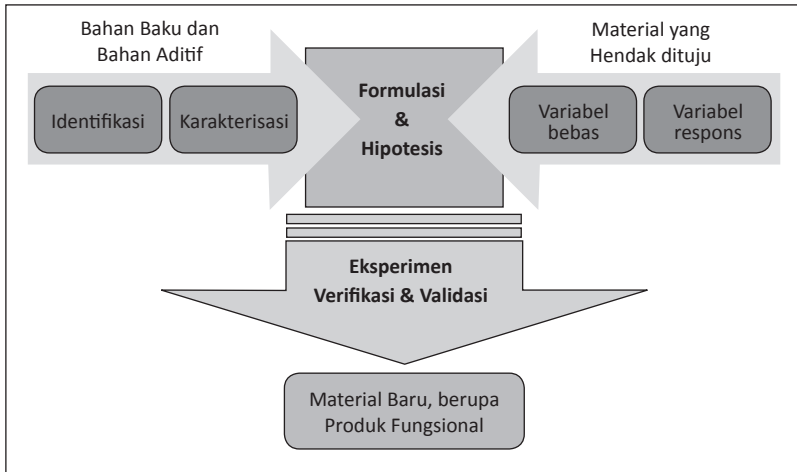 Bahan Baku dan
Bahan Aditif
Identifikasi
Karakterisasi
Formulasi
&
Hipotesis
Material yang
Hendak dituju
Variabel
bebas
Variabel
respons
Eksperimen
Verifikasi & Validasi
Material Baru, berupa
Produk Fungsional